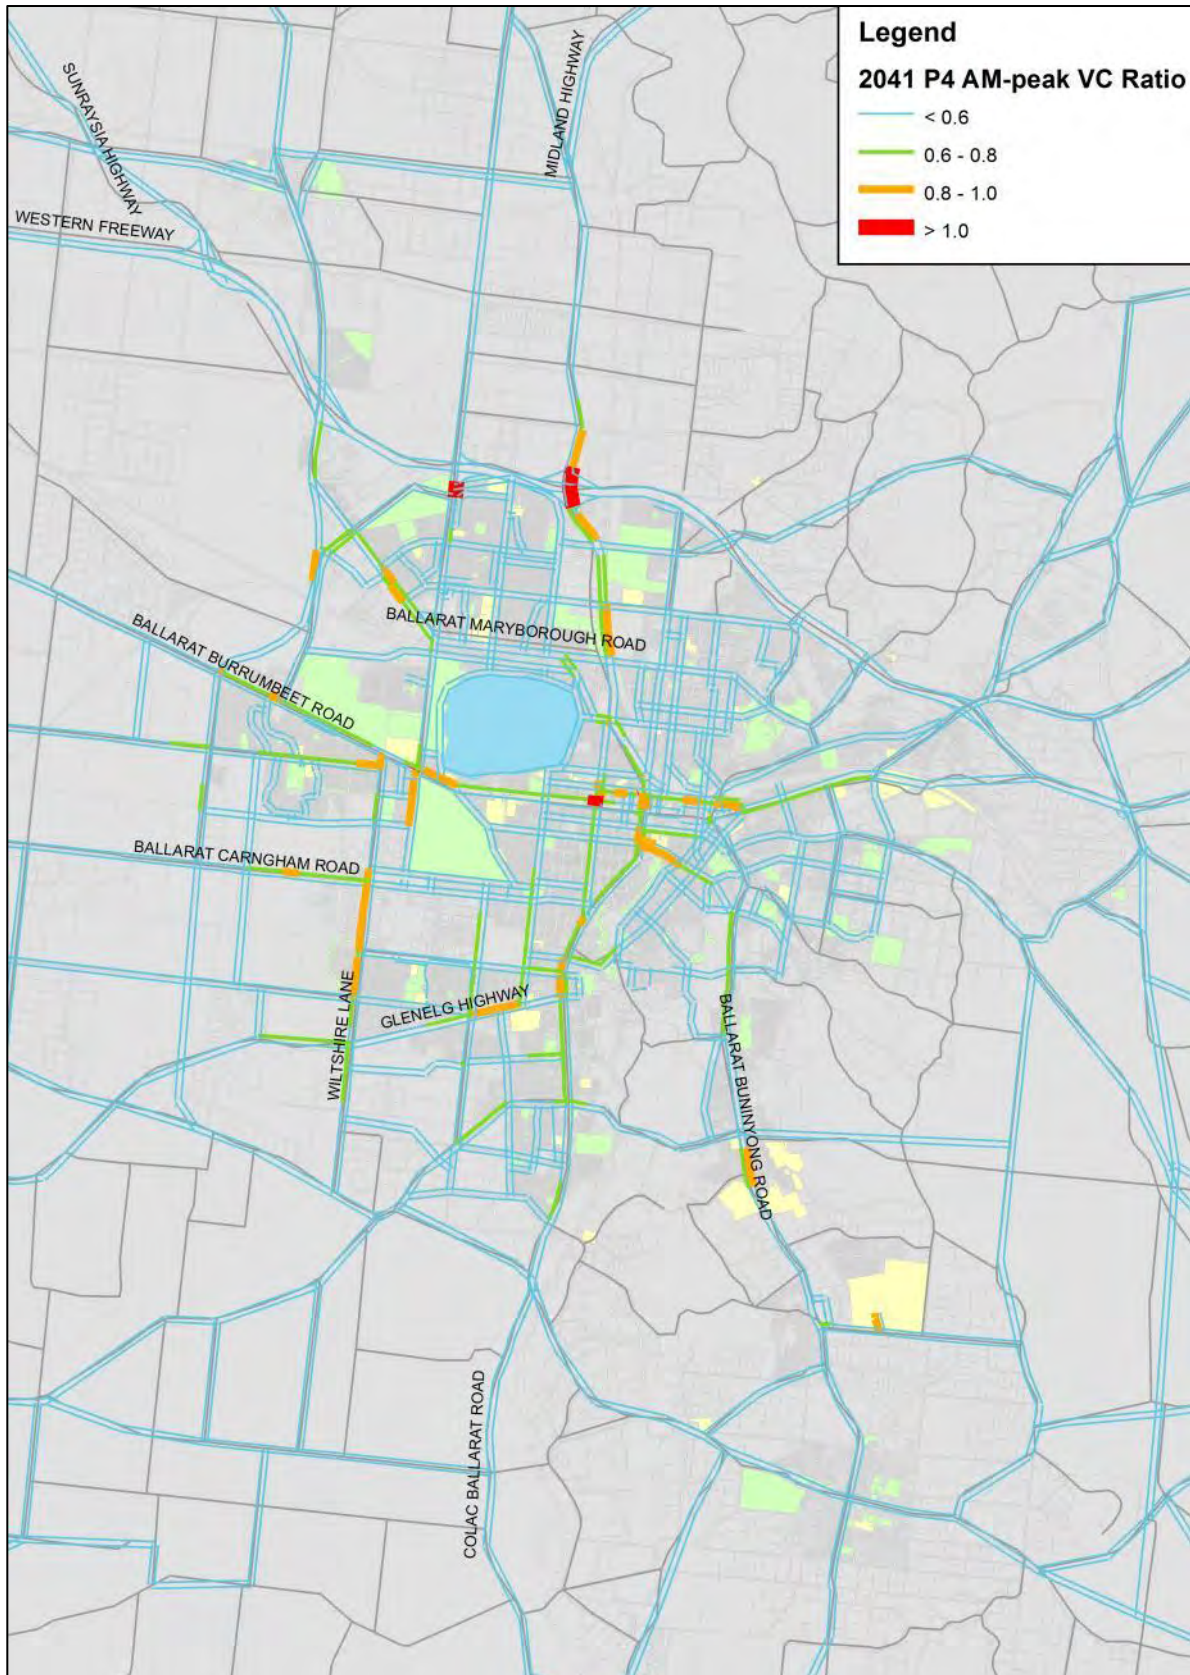 Legend
2041 P4 AM-peak VC Ratio
< 0.6
0.6 - 0.8
0.8 - 1.0
> 1.0
MIDLAND HIGHWAY
SUNRAYSIA HIGHWAY
WESTERN FREEWAY
BALLARAT MARYBOROUGH ROAD
BALLARAT BURRUMBEET ROAD
BALLARAT CARNGHAM ROAD
GLENELG HIGHWAY
WILTSHIRE LANE
BALLARAT BUNINYONG ROAD
COLAC BALLARAT ROAD